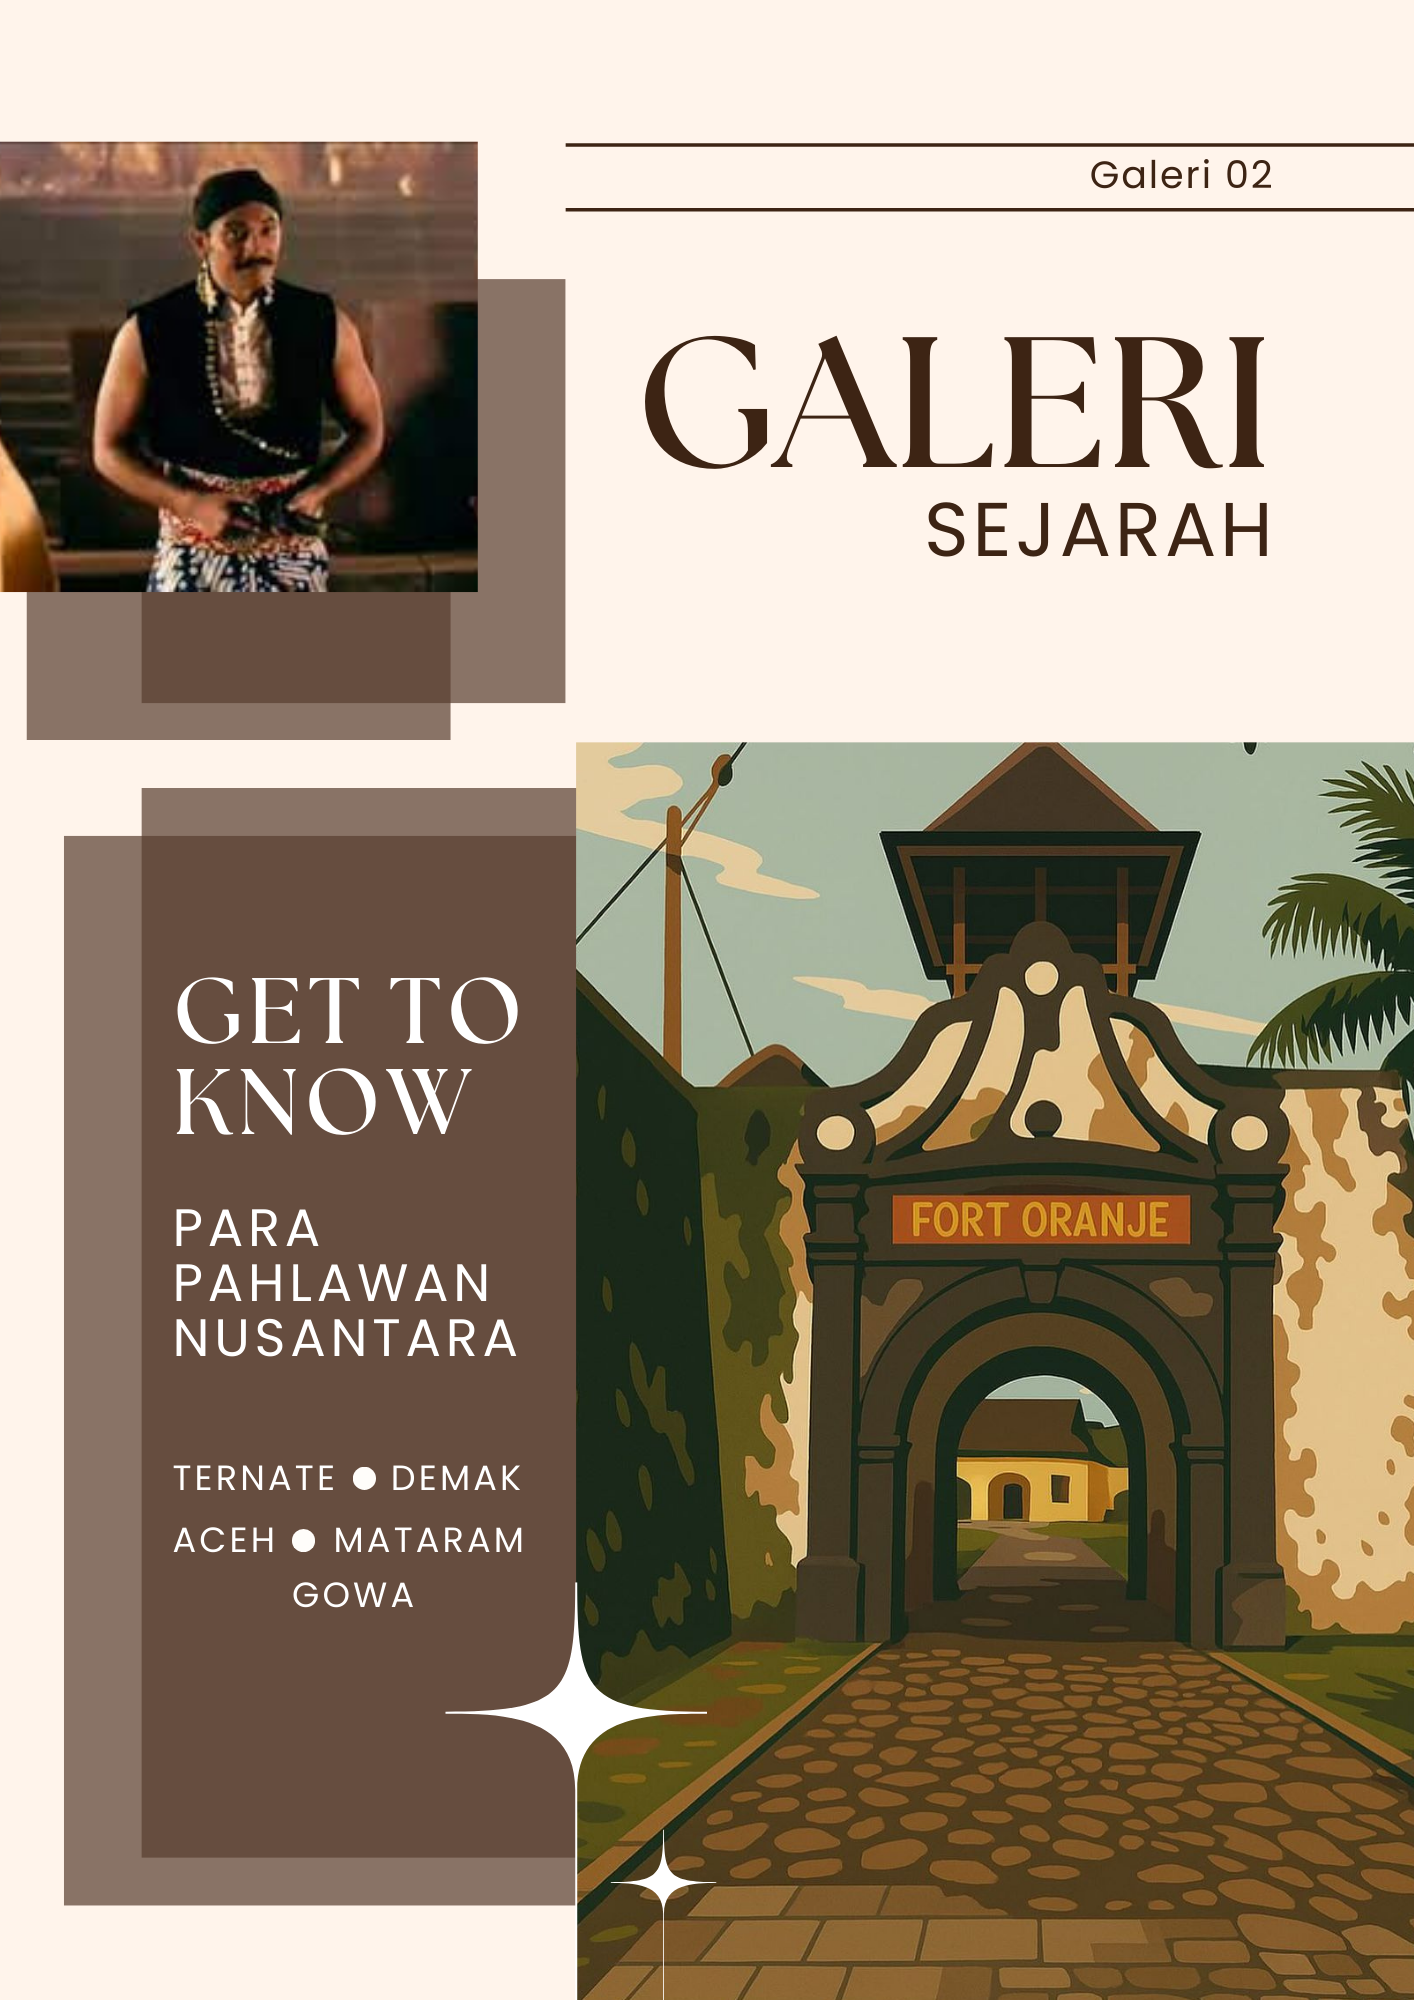 Galeri 02
GALERI
SEJARAH
GET TO
KNOW
PARA
PAHLAWAN
NUSANTARA
TERNATE ● DEMAK
ACEH ● MATARAM
GOWA
FORT ORANJE